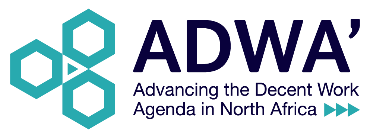 ADWA'
Advancing the Decent Work
Agenda in North Africa